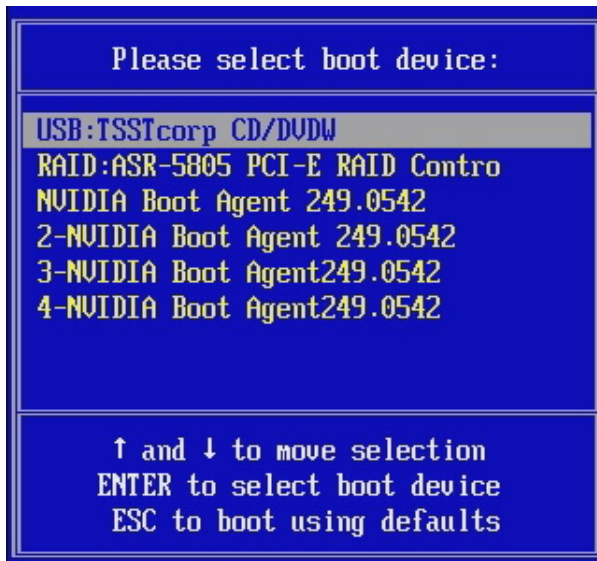 Please select boot device:
USB:TSSTcorp CD/DVDW
RAID:ASR-5805 PCI-E RAID Contro
NVIDIA Boot Agent 249.0542
2-NVIDIA Boot Agent 249.0542
3-NVIDIA Boot Agent249.0542
4-NVIDIA Boot Agent249.0542
↑ and ↓ to move selection
ENTER to select boot device
ESC to boot using defaults